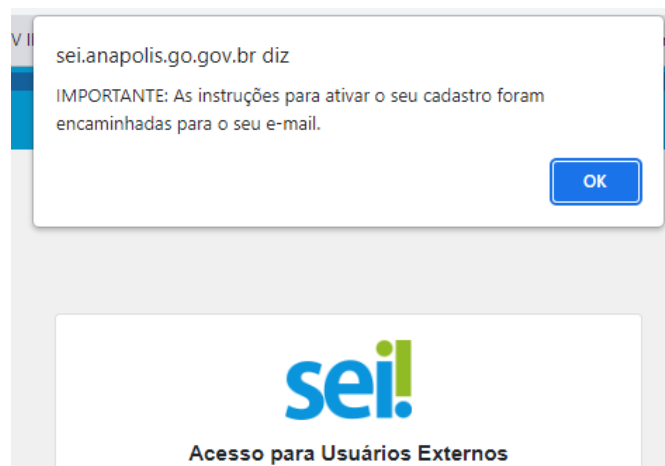 V II
sei.anapolis.go.gov.br diz
IMPORTANTE: As instruções para ativar o seu cadastro foram
encaminhadas para o seu e-mail.
OK
sei!
Acesso para Usuários Externos